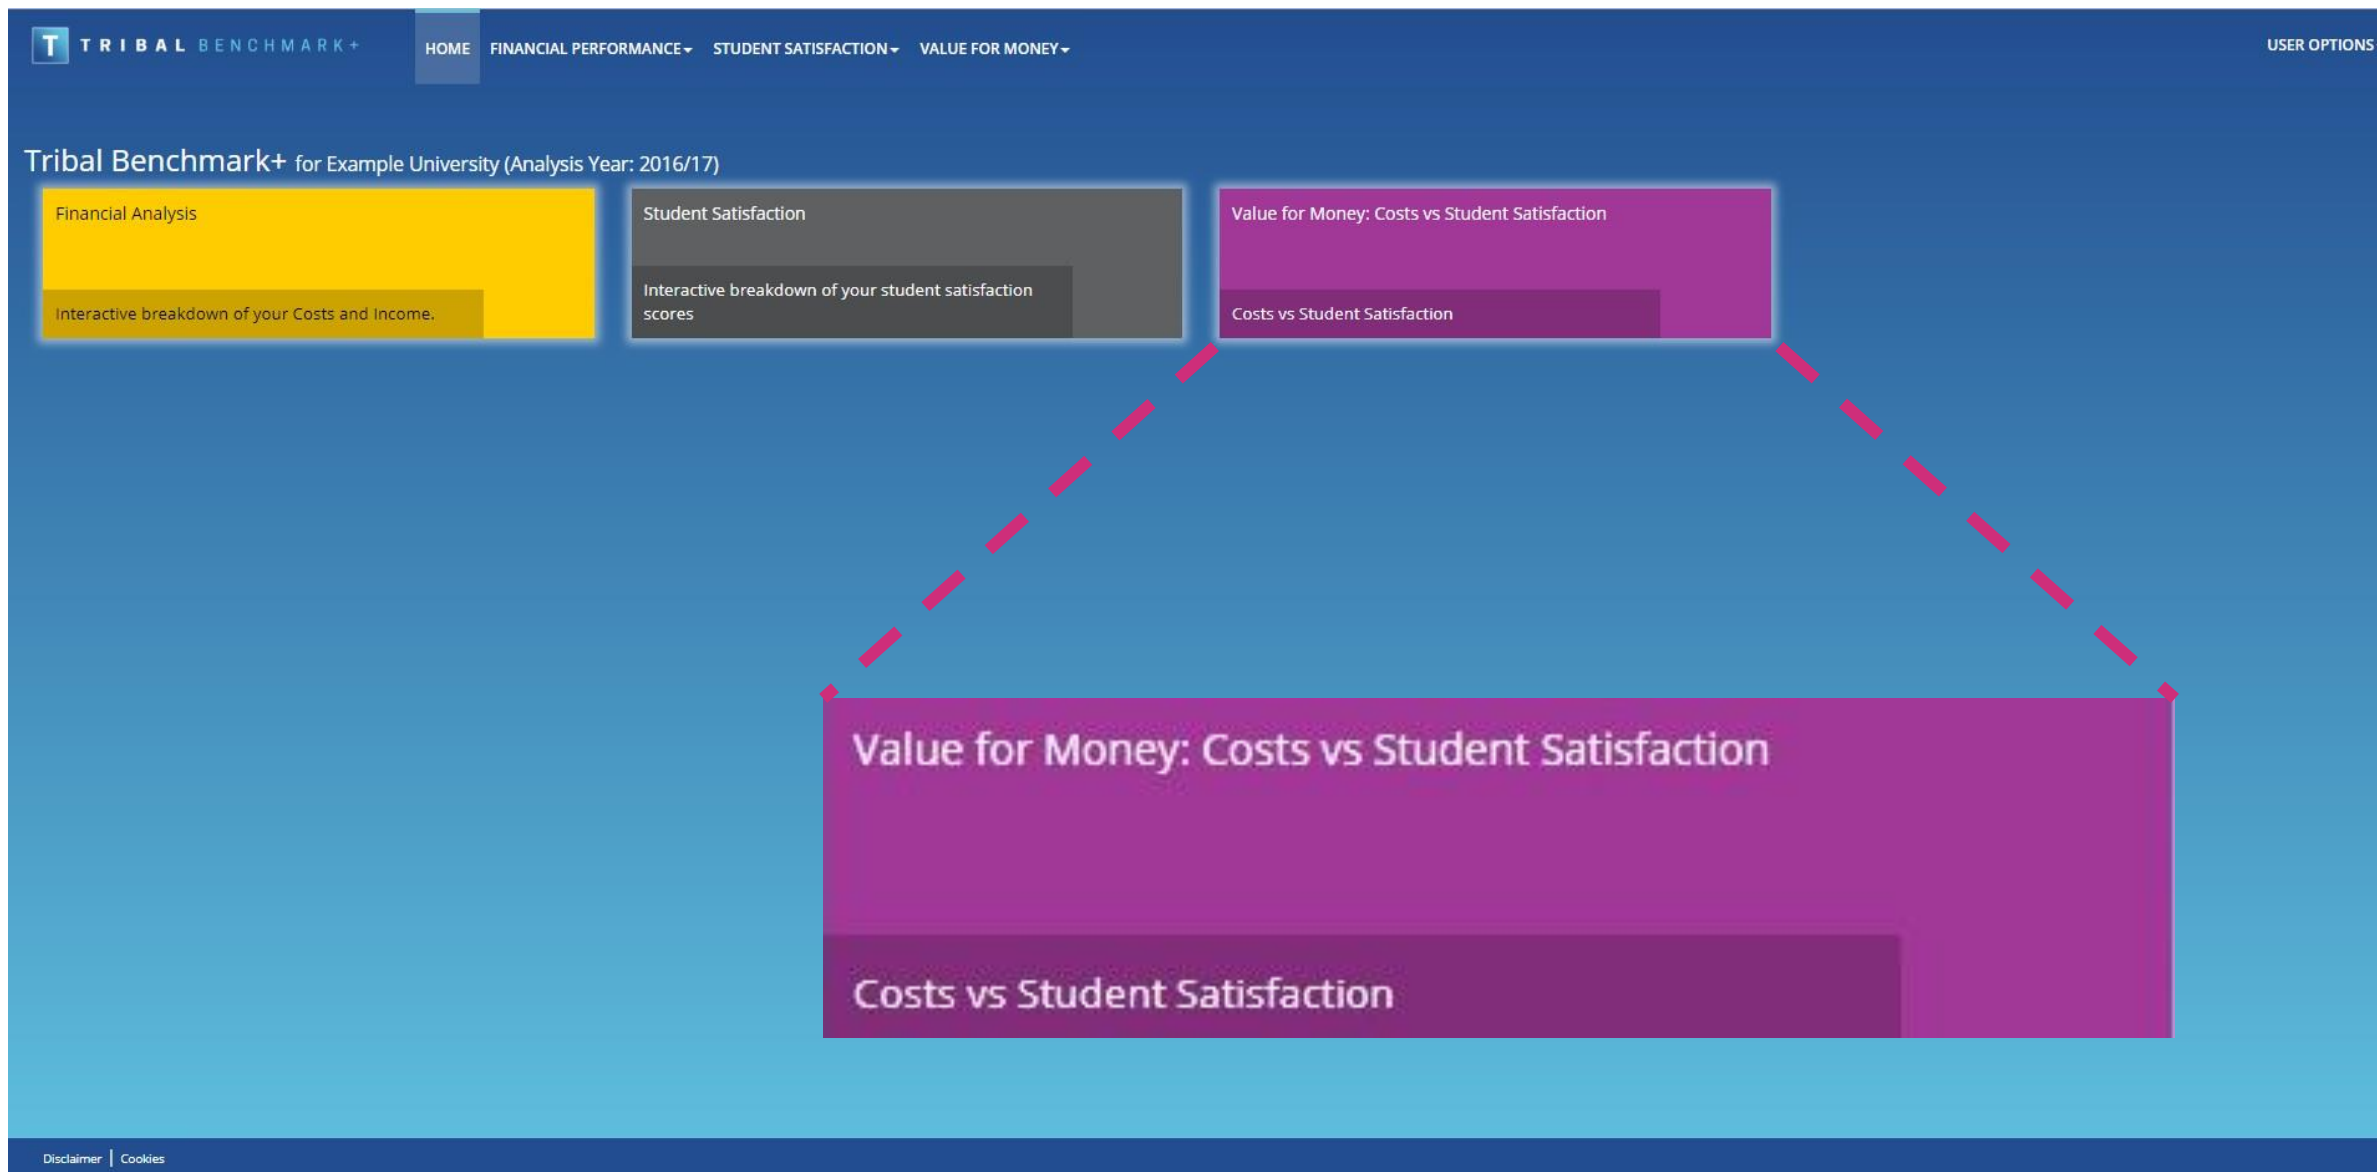 T TRIBAL BENCHMARK+ HOME FINANCIAL PERFORMANCE STUDENT SATISFACTION VALUE FOR MONEY USER OPTIONS
Tribal Benchmark+ for Example University (Analysis Year: 2016/17)
Financial Analysis
Interactive breakdown of your Costs and Income.
Student Satisfaction
Interactive breakdown of your student satisfaction
scores
Value for Money: Costs vs Student Satisfaction
Costs vs Student Satisfaction
Value for Money: Costs vs Student Satisfaction
Costs vs Student Satisfaction
Disclaimer | Cookies